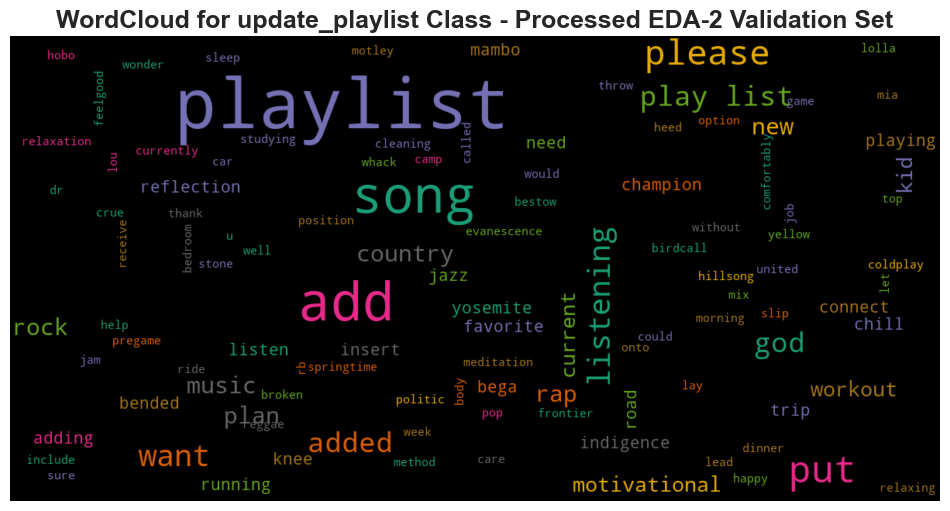 WordCloud for update_playlist Class - Processed EDA-2 Validation Set
hobo
wonder
sleep
motley
mambo
please
lolla
feelgood
playlist
throw
play list
game
mia
relaxation
currently
studying
cleaning
called
need
heed
option
new
playing
lou
car
whack
camp
would
comfortably
kid
dr
reflection
song
bestow
champion
job
top
crue
thank
position
evanescence
without
yellow
receive
bedroom
u
well
country
listening
birdcall
stone
jazz
hillsong
united
coldplay
let
add
yosemite
current
mix
connect
rock
help
favorite
morning
slip
chill
pregame
listen
insert
onto
could
god
jam
ride
rb
springtime
meditation
music
broken
body
bega
rap
lay
workout
bended
plan
reggae
politic
pop
frontier
road
trip
adding
want
added
week
indigence
dinner
include
knee
method
care
lead
put
sure
running
motivational
happy
relaxing